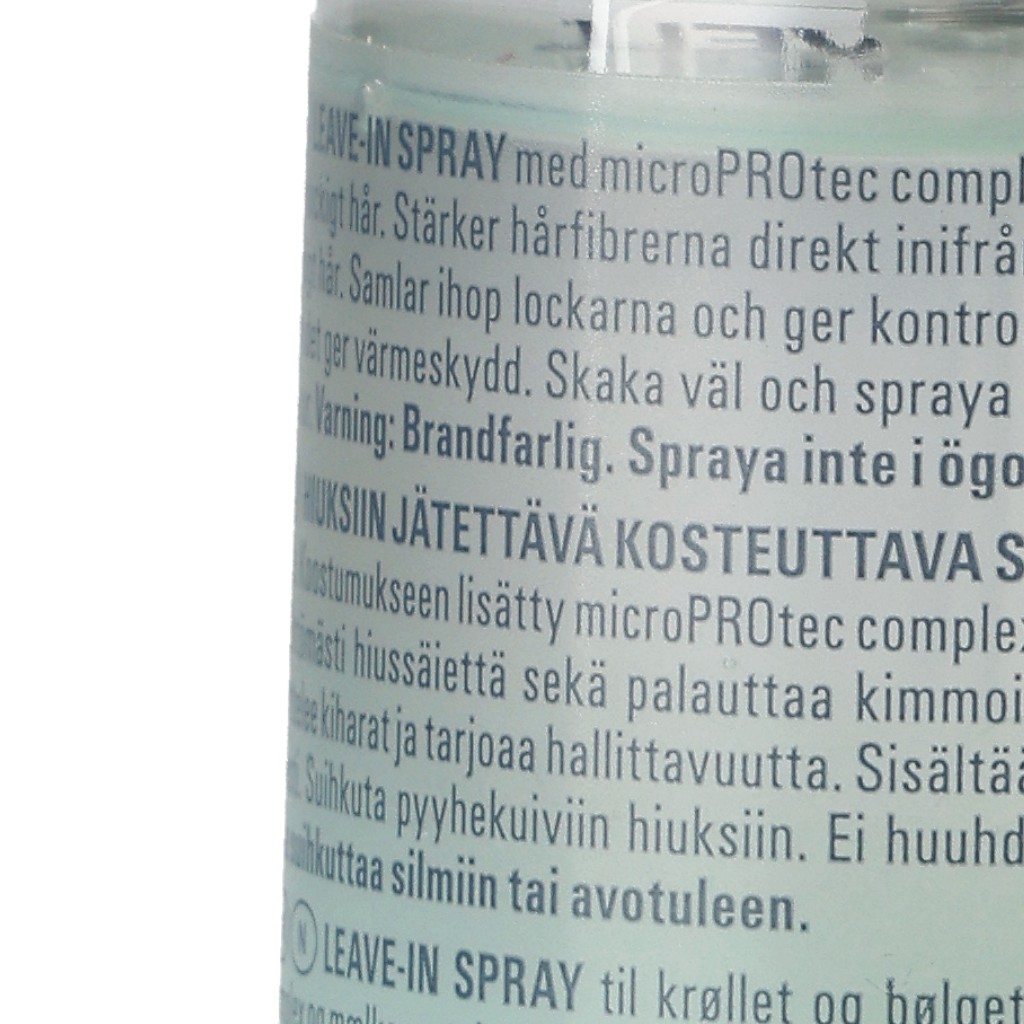 LEAVE-IN SPRAY med microPROtec compl
hår. Stärker hårfibrerna direkt inifrå
hår. Samlar ihop lockarna och ger kontro
ger värmeskydd. Skaka väl och spraya
Varning: Brandfarlig. Spraya inte i ögo
HIUKSIIN JÄTETTÄVÄ KOSTEUTTAVA S
Koostumukseen lisätty microPROtec complex
hiussäiettä sekä palauttaa kimmoi
kiharat ja tarjoaa hallittavuutta. Sisältää
Suihkuta pyyhekuiviin hiuksiin. Ei huuhd
suihkuttaa silmiin tai avotuleen.
N LEAVE-IN SPRAY til krøllet og bølget